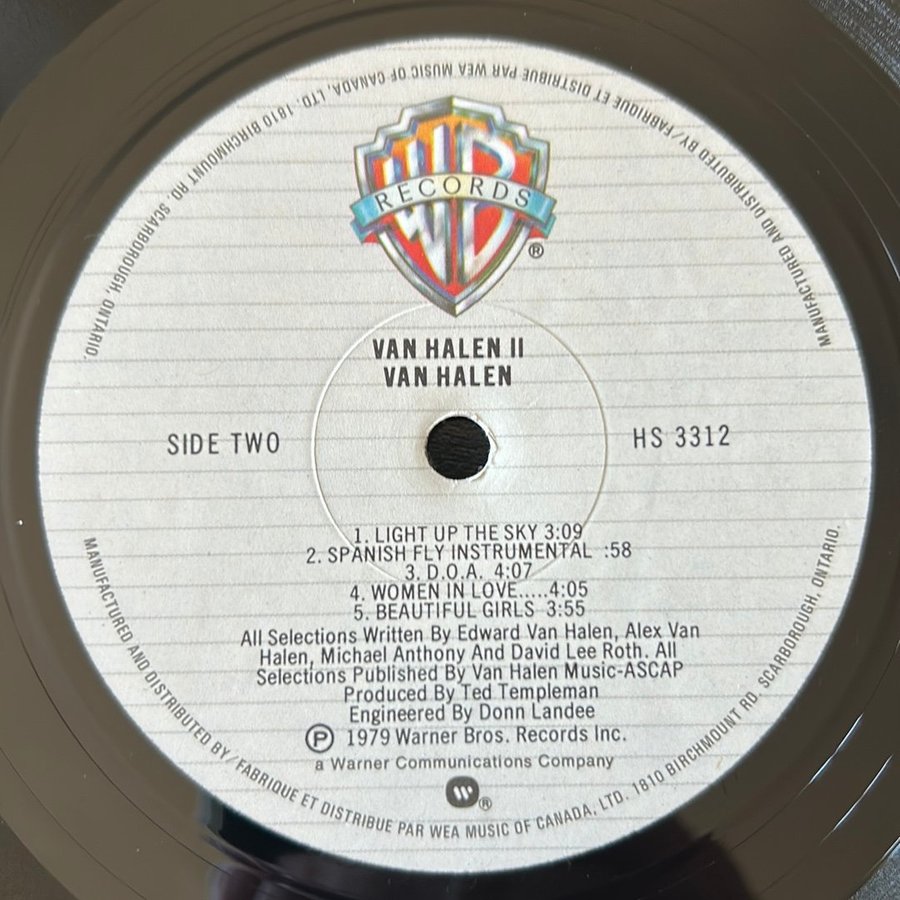 MANUFACTURED AND DISTRIBUTED BY/FABRIQUE ET DISTRIBUE PAR WEA MUSIC OF CANADA, LTD. 1810 BIRCHMOUNT RD. SCARBOROUGH, ONTARIO.
WB
RECORDS
®
VAN HALEN II
VAN HALEN
SIDE TWO
HS 3312
1. LIGHT UP THE SKY 3:09
2. SPANISH FLY INSTRUMENTAL :58
3. D.O.A. 4:07
4. WOMEN IN LOVE.....4:05
5. BEAUTIFUL GIRLS 3:55
All Selections Written By Edward Van Halen, Alex Van
Halen, Michael Anthony And David Lee Roth. All
Selections Published By Van Halen Music-ASCAP
Produced By Ted Templeman
Engineered By Donn Landee
Ⓟ 1979 Warner Bros. Records Inc.
a Warner Communications Company
W®
MANUFACTURED AND DISTRIBUTED BY/FABRIQUE ET DISTRIBUE PAR WEA MUSIC OF CANADA, LTD. 1810 BIRCHMOUNT RD. SCARBOROUGH, ONTARIO.